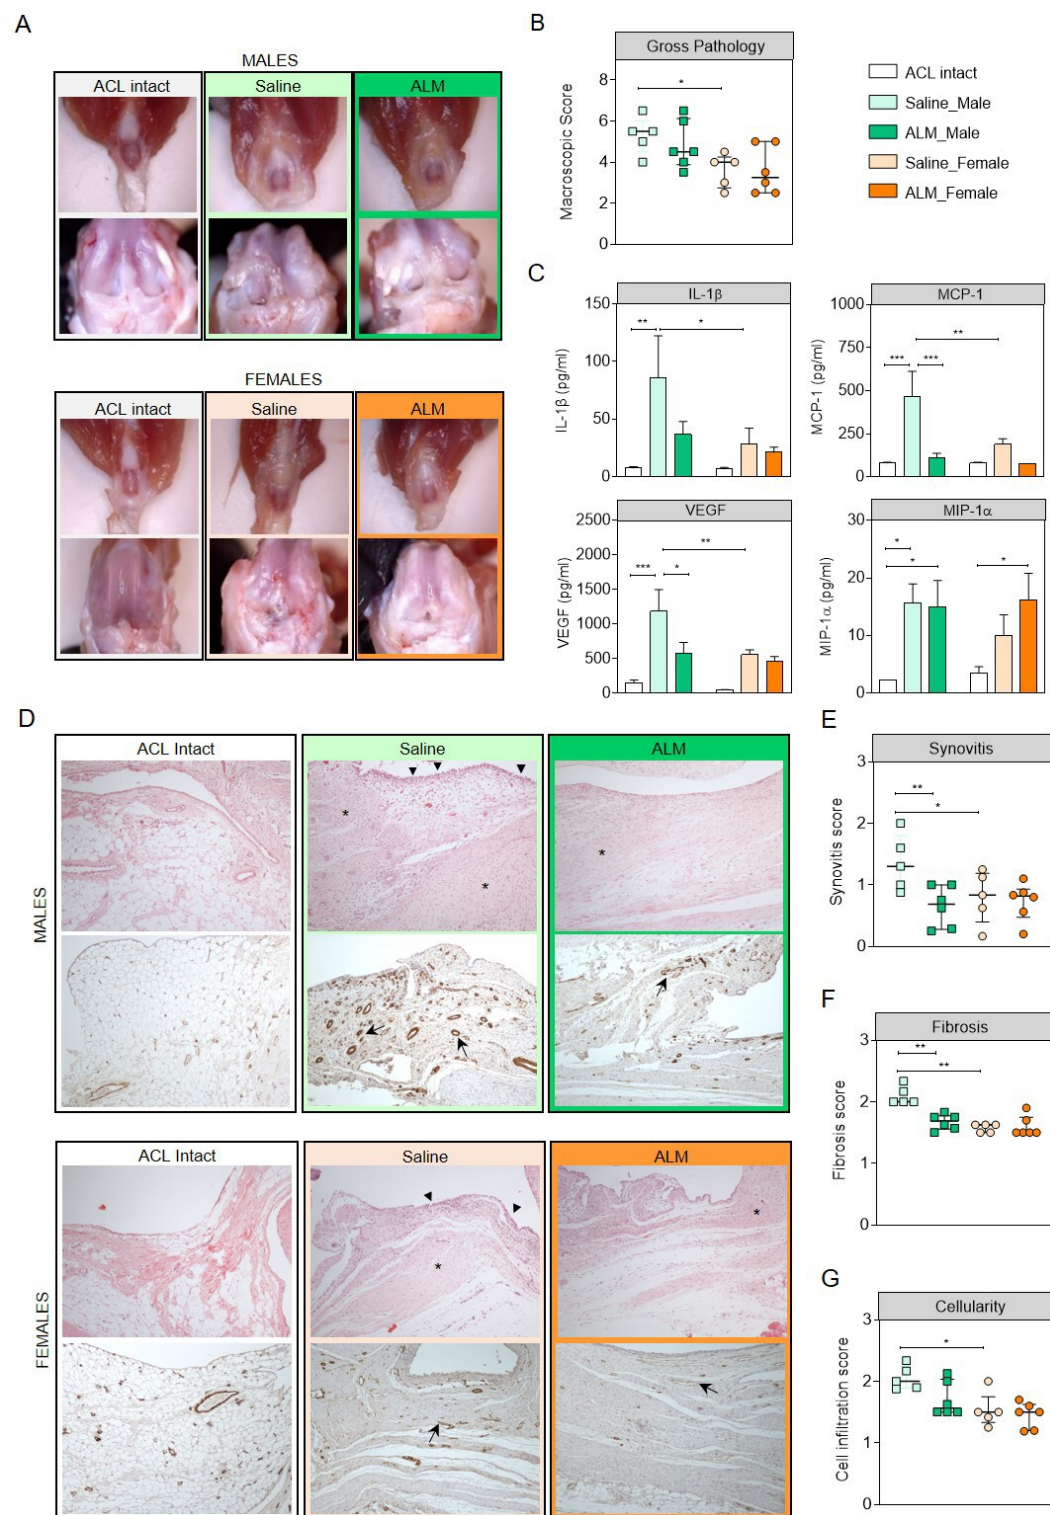 A
MALES
ACL intact
Saline
ALM
FEMALES
ACL intact
Saline
ALM
B
Gross Pathology
Macroscopic Score
8
6
4
2
0
*
ACL intact
Saline_Male
ALM_Male
Saline_Female
ALM_Female
C
IL-1β
IL-1β (pg/ml)
150
100
50
0
**
*
MCP-1
MCP-1 (pg/ml)
1000
750
500
250
0
**
***
***
VEGF
VEGF (pg/ml)
2500
2000
1500
1000
500
0
**
***
*
MIP-1α
MIP-1α (pg/ml)
30
20
10
0
*
*
*
D
MALES
ACL Intact
Saline
ALM
*
*
*
FEMALES
ACL Intact
Saline
ALM
*
*
E
Synovitis
Synovitis score
3
2
1
0
**
*
F
Fibrosis
Fibrosis score
3
2
1
0
**
**
G
Cellularity
Cell infiltration score
3
2
1
0
*